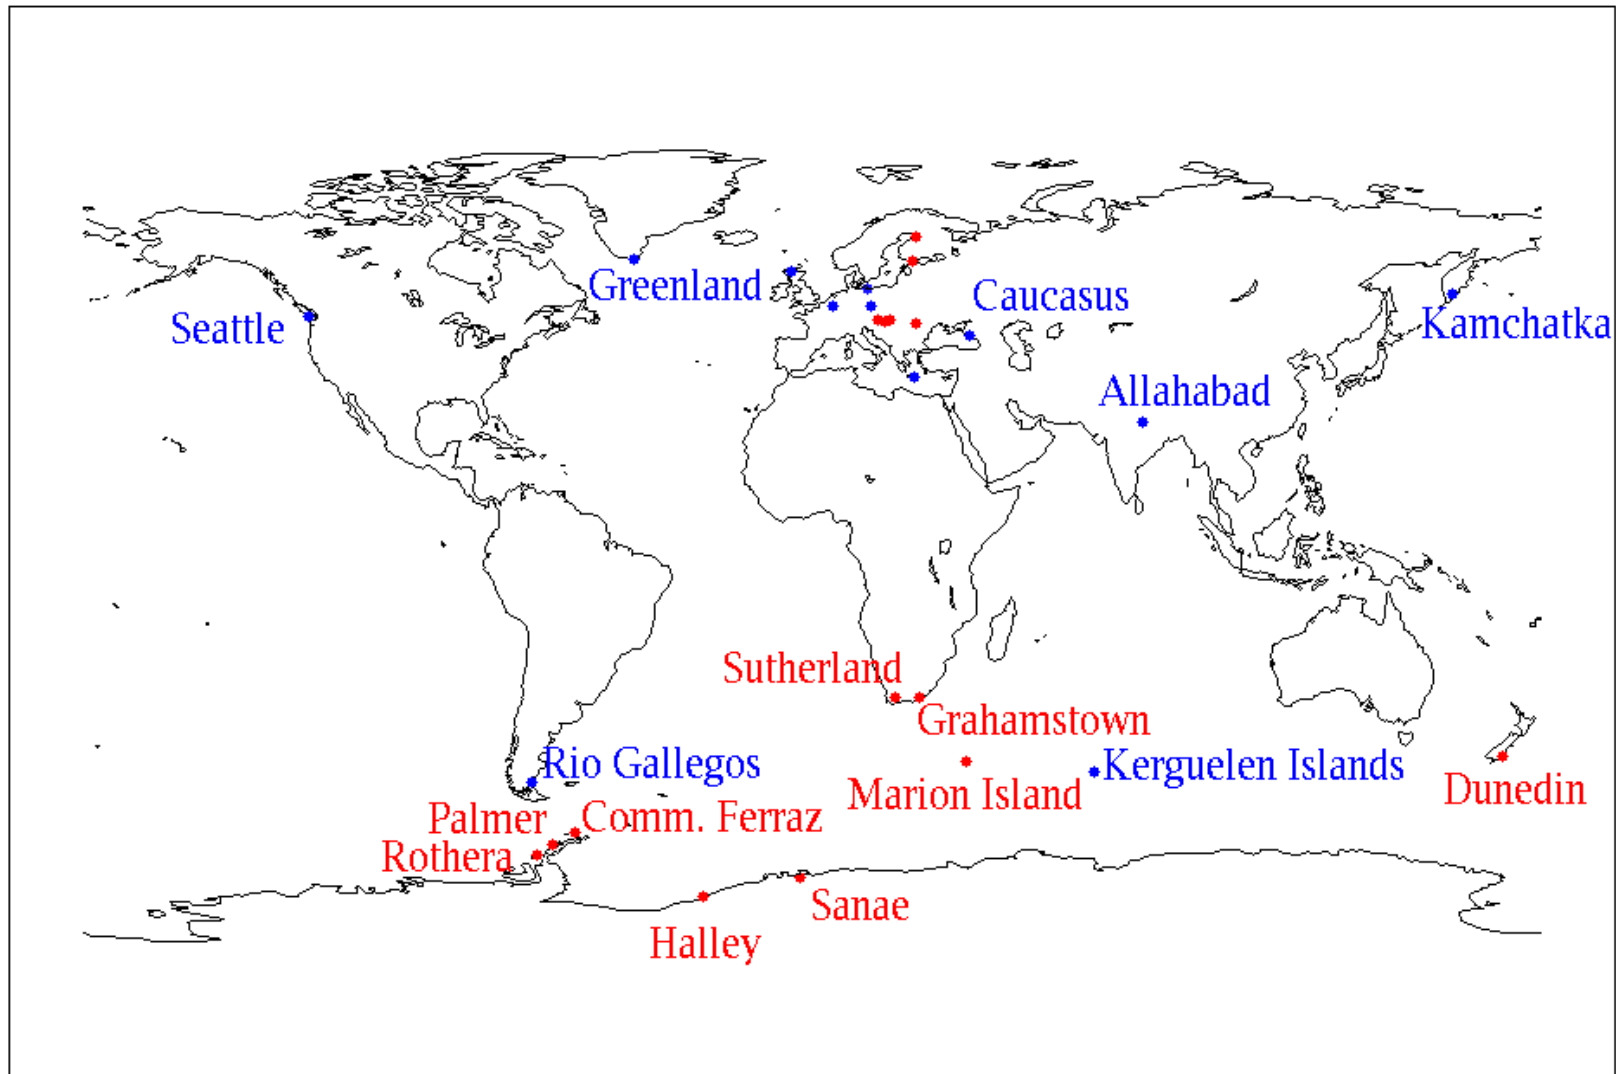 Greenland
Caucasus
Seattle
Kamchatka
Allahabad
Sutherland
Grahamstown
Rio Gallegos
Kerguelen Islands
Marion Island
Dunedin
Palmer
Comm. Ferraz
Rothera
Sanae
Halley